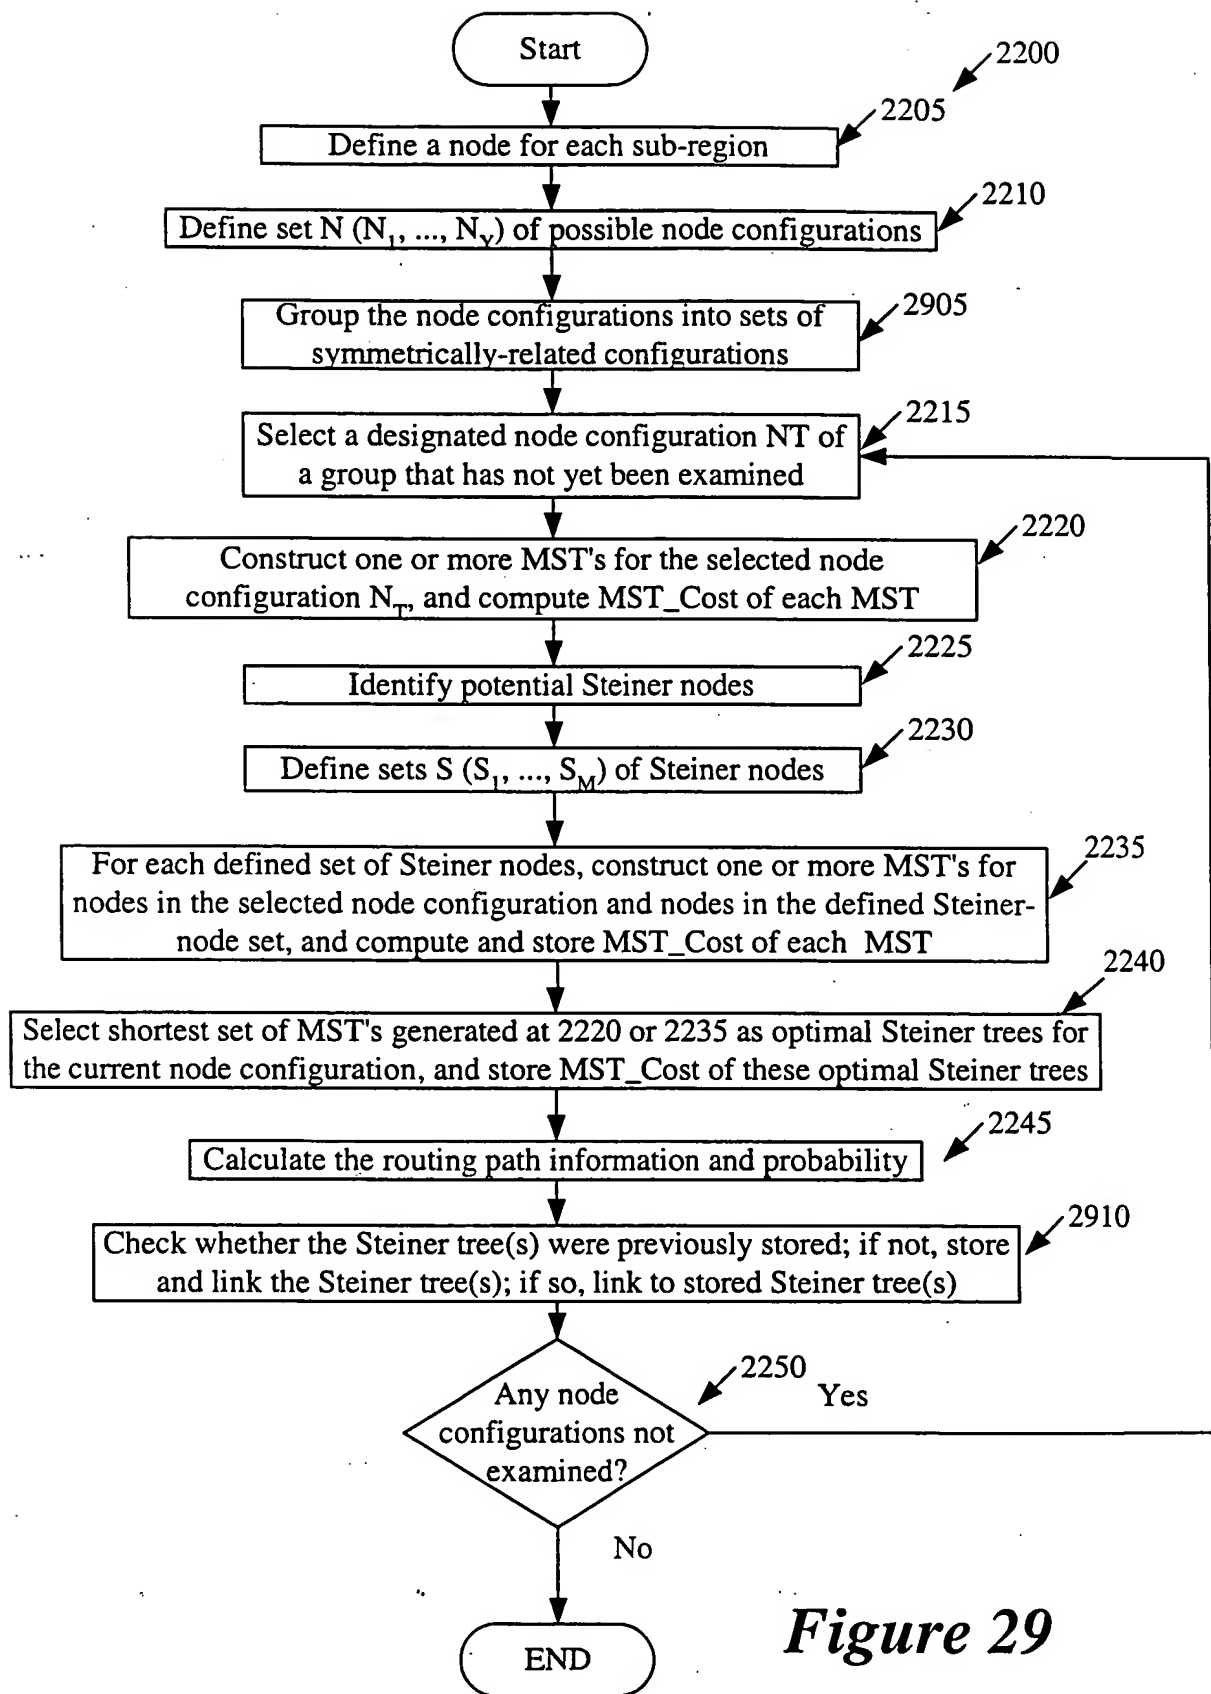 Start
2200
2205
Define a node for each sub-region
2210
Define set N (N₁, ..., N_Y) of possible node configurations
2905
Group the node configurations into sets of
symmetrically-related configurations
2215
Select a designated node configuration NT of
a group that has not yet been examined
2220
Construct one or more MST's for the selected node
configuration N_T, and compute MST_Cost of each MST
2225
Identify potential Steiner nodes
2230
Define sets S (S₁, ..., S_M) of Steiner nodes
2235
For each defined set of Steiner nodes, construct one or more MST's for
nodes in the selected node configuration and nodes in the defined Steiner-
node set, and compute and store MST_Cost of each MST
2240
Select shortest set of MST's generated at 2220 or 2235 as optimal Steiner trees for
the current node configuration, and store MST_Cost of these optimal Steiner trees
2245
Calculate the routing path information and probability
2910
Check whether the Steiner tree(s) were previously stored; if not, store
and link the Steiner tree(s); if so, link to stored Steiner tree(s)
2250
Any node
configurations not
examined?
Yes
No
END
Figure 29